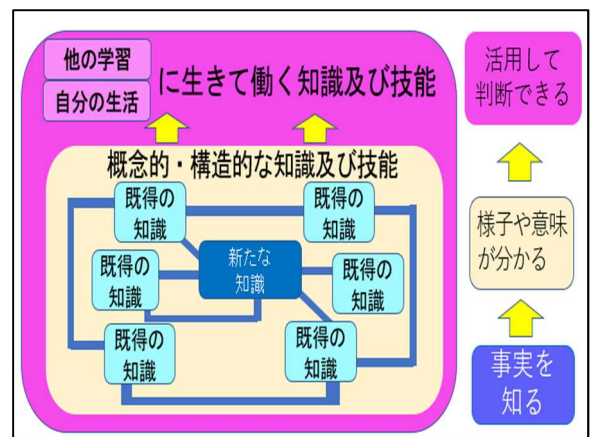 他の学習
自分の生活
に生きて働く知識及び技能
概念的・構造的な知識及び技能
既得の
知識
既得の
知識
既得の
知識
新たな
知識
既得の
知識
既得の
知識
既得の
知識
活用して
判断できる
様子や意味
が分かる
事実を
知る